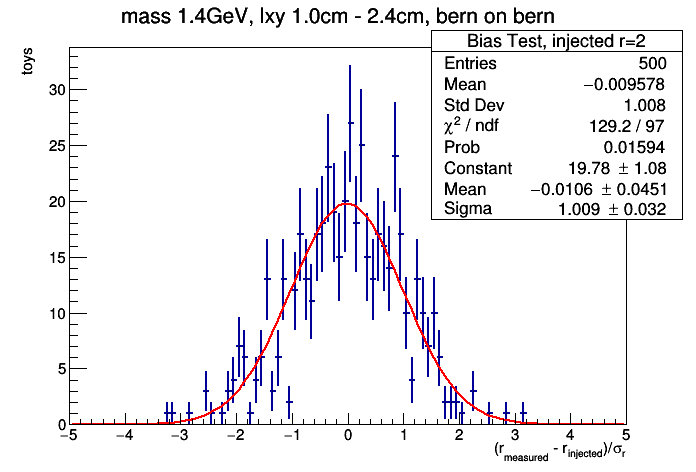 mass 1.4GeV, lxy 1.0cm - 2.4cm, bern on bern
Bias Test, injected r=2
Entries 500
Mean −0.009578
Std Dev 1.008
χ² / ndf 129.2 / 97
Prob 0.01594
Constant 19.78 ± 1.08
Mean −0.0106 ± 0.0451
Sigma 1.009 ± 0.032
toys
30
25
20
15
10
5
0
−5 −4 −3 −2 −1 0 1 2 3 4 5
(r_measured - r_injected)/σ_r